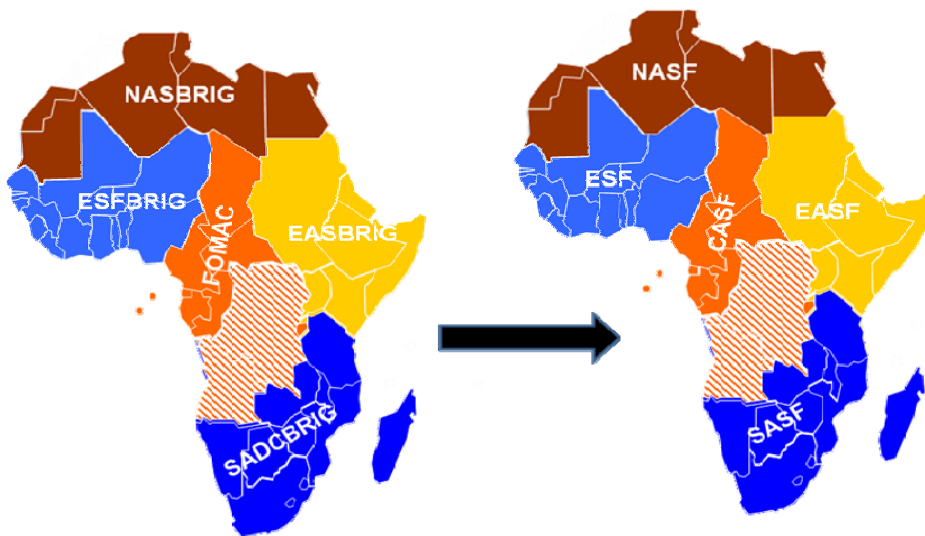 NASBRIG
ESFBRIG
FOMAC
EASBRIG
SADCBRIG
NASF
ESF
CASF
EASF
SASF